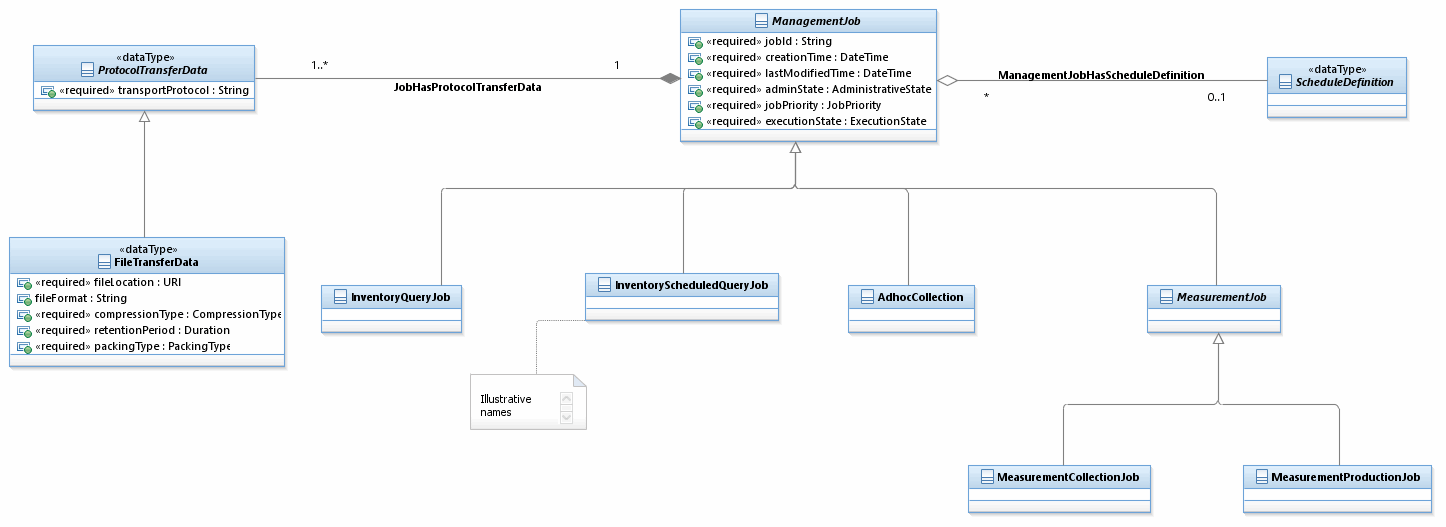 ManagementJob
«required» jobId : String
«required» creationTime : DateTime
«required» lastModifiedTime : DateTime
«required» adminState : AdministrativeState
«required» jobPriority : JobPriority
«required» executionState : ExecutionState
«dataType»
ProtocolTransferData
«required» transportProtocol : String
1..*
1
JobHasProtocolTransferData
ManagementJobHasScheduleDefinition
*
0..1
«dataType»
ScheduleDefinition
«dataType»
FileTransferData
«required» fileLocation : URI
fileFormat : String
«required» compressionType : CompressionType
«required» retentionPeriod : Duration
«required» packingType : PackingType
InventoryQueryJob
InventoryScheduledQueryJob
AdhocCollection
MeasurementJob
Illustrative
names
MeasurementCollectionJob
MeasurementProductionJob